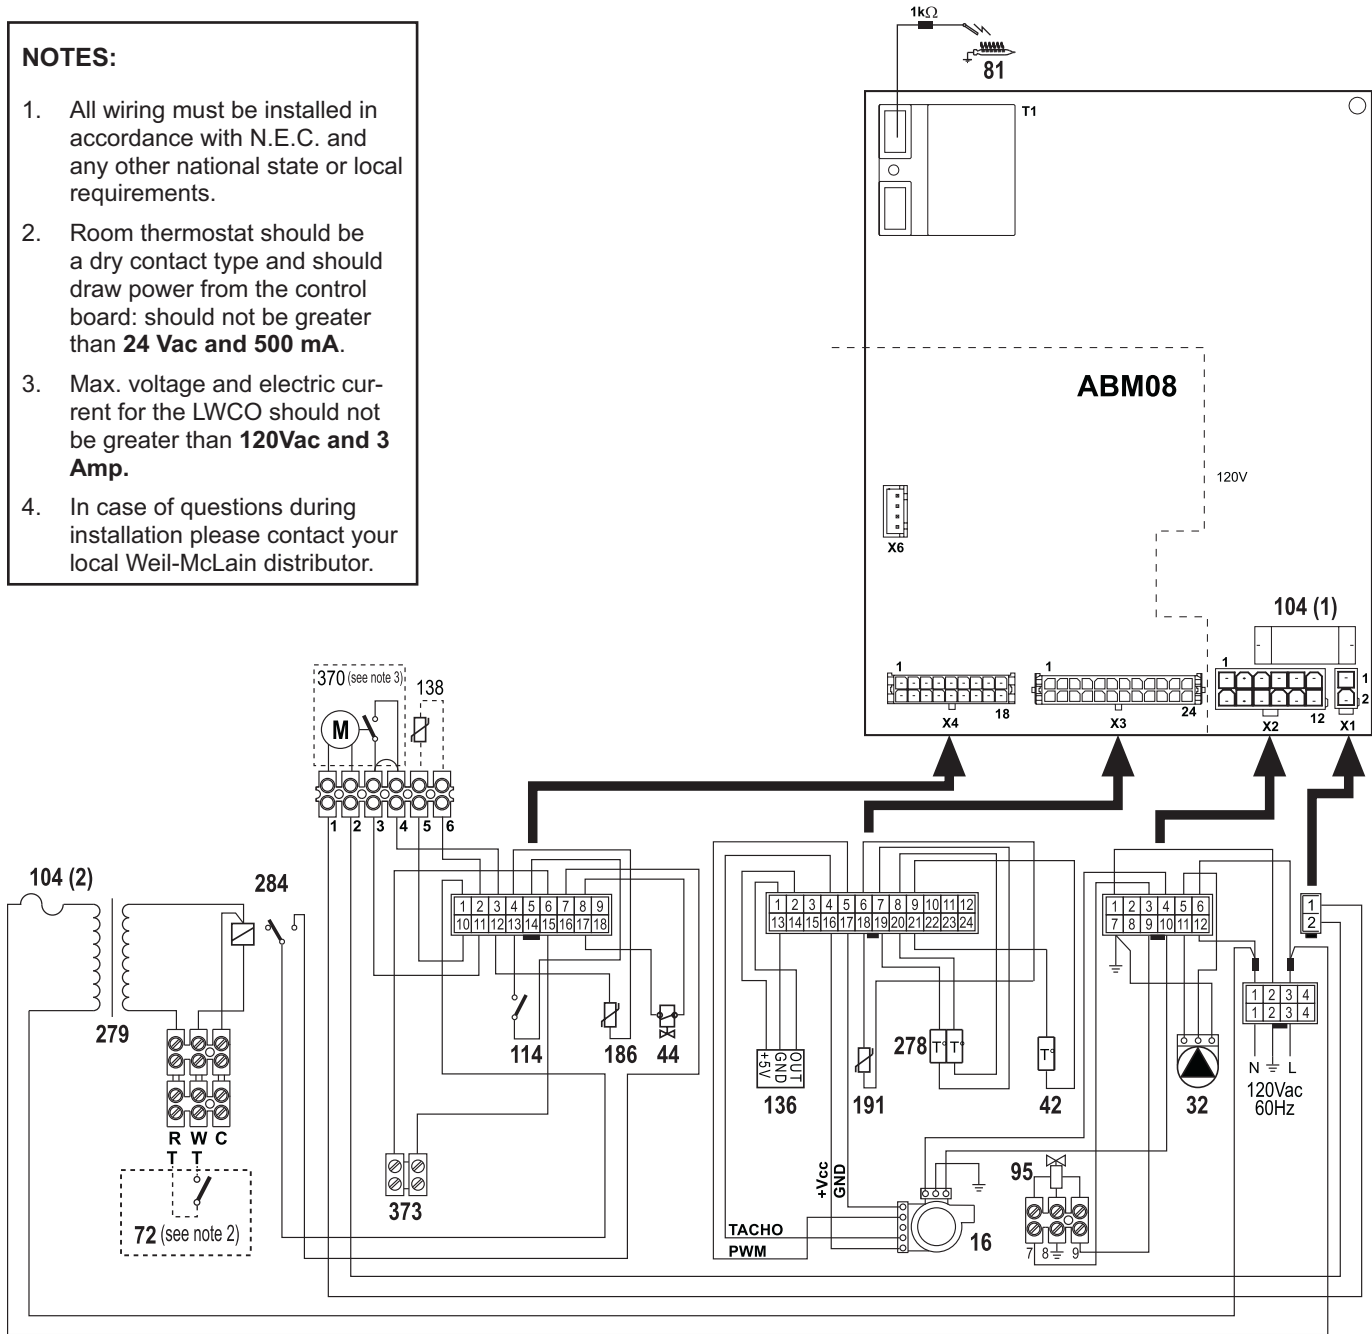 NOTES:
1. All wiring must be installed in
accordance with N.E.C. and
any other national state or local
requirements.
2. Room thermostat should be
a dry contact type and should
draw power from the control
board: should not be greater
than 24 Vac and 500 mA.
3. Max. voltage and electric cur-
rent for the LWCO should not
be greater than 120Vac and 3
Amp.
4. In case of questions during
installation please contact your
local Weil-McLain distributor.
1kΩ
81
T1
ABM08
120V
X6
104 (1)
1 1 1 1
2
18 24 12
X4 X3 X2 X1
370 (see note 3) 138
M
1 2 3 4 5 6
104 (2) 284
279
1 2 3 4 5 6 7 8 9
10 11 12 13 14 15 16 17 18
1 2 3 4 5 6 7 8 9 10 11 12
13 14 15 16 17 18 19 20 21 22 23 24
1 2 3 4 5 6
7 8 9 10 11 12
1
2
1 2 3 4
1 2 3 4
N L
120Vac
60Hz
114 186 44
+5V GND OUT
136 191
278 T° T°
T°
42 32
R W C
T T
72 (see note 2)
373
+Vcc GND
TACHO
PWM
16
95
7 8 9